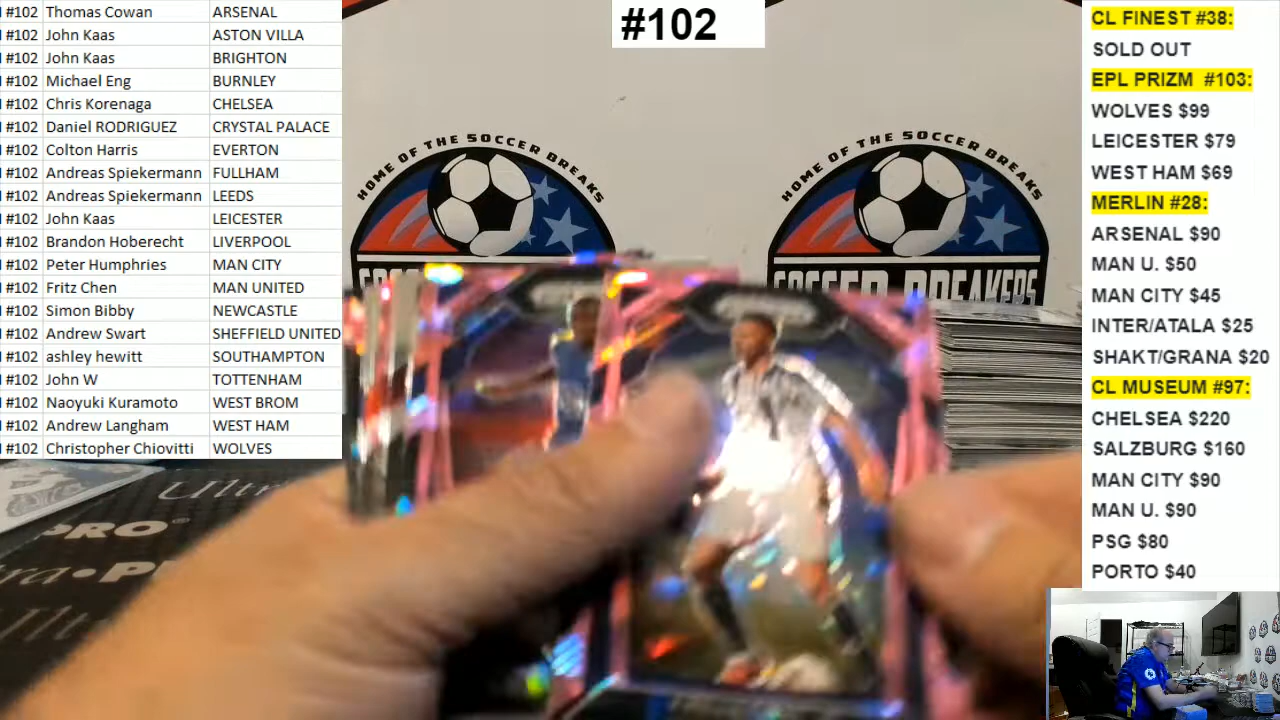 #102 Thomas Cowan ARSENAL
#102 John Kaas ASTON VILLA
#102 John Kaas BRIGHTON
#102 Michael Eng BURNLEY
#102 Chris Korenaga CHELSEA
#102 Daniel RODRIGUEZ CRYSTAL PALACE
#102 Colton Harris EVERTON
#102 Andreas Spiekermann FULLHAM
#102 Andreas Spiekermann LEEDS
#102 John Kaas LEICESTER
#102 Brandon Hoberecht LIVERPOOL
#102 Peter Humphries MAN CITY
#102 Fritz Chen MAN UNITED
#102 Simon Bibby NEWCASTLE
#102 Andrew Swart SHEFFIELD UNITED
#102 ashley hewitt SOUTHAMPTON
#102 John W TOTTENHAM
#102 Naoyuki Kuramoto WEST BROM
#102 Andrew Langham WEST HAM
#102 Christopher Chiovitti WOLVES
#102
HOME OF THE SOCCER BREAKS
HOME OF THE SOCCER BREAKS
SOCCER BREAKERS
Ultra
PRO
CL FINEST #38:
SOLD OUT
EPL PRIZM #103:
WOLVES $99
LEICESTER $79
WEST HAM $69
MERLIN #28:
ARSENAL $90
MAN U. $50
MAN CITY $45
INTER/ATALA $25
SHAKT/GRANA $20
CL MUSEUM #97:
CHELSEA $220
SALZBURG $160
MAN CITY $90
MAN U. $90
PSG $80
PORTO $40